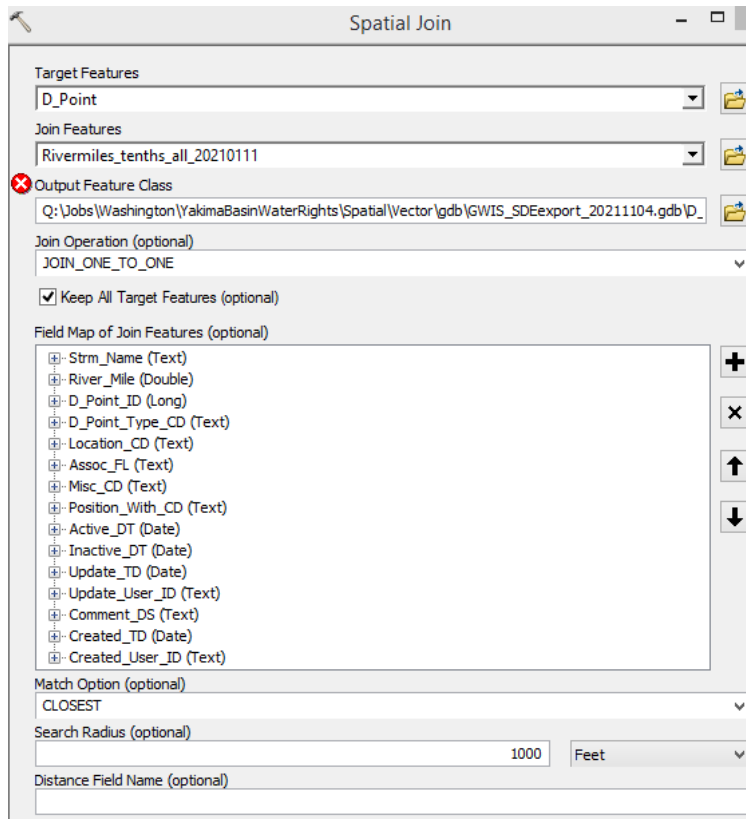 Spatial Join
Target Features
D_Point
Join Features
Rivermiles_tenths_all_20210111
Output Feature Class
Q:\Jobs\Washington\YakimaBasinWaterRights\Spatial\Vector\gdb\GWIS_SDEexport_20211104.gdb\D_
Join Operation (optional)
JOIN_ONE_TO_ONE
Keep All Target Features (optional)
Field Map of Join Features (optional)
Strm_Name (Text)
River_Mile (Double)
D_Point_ID (Long)
D_Point_Type_CD (Text)
Location_CD (Text)
Assoc_FL (Text)
Misc_CD (Text)
Position_With_CD (Text)
Active_DT (Date)
Inactive_DT (Date)
Update_TD (Date)
Update_User_ID (Text)
Comment_DS (Text)
Created_TD (Date)
Created_User_ID (Text)
Match Option (optional)
CLOSEST
Search Radius (optional)
1000 Feet
Distance Field Name (optional)